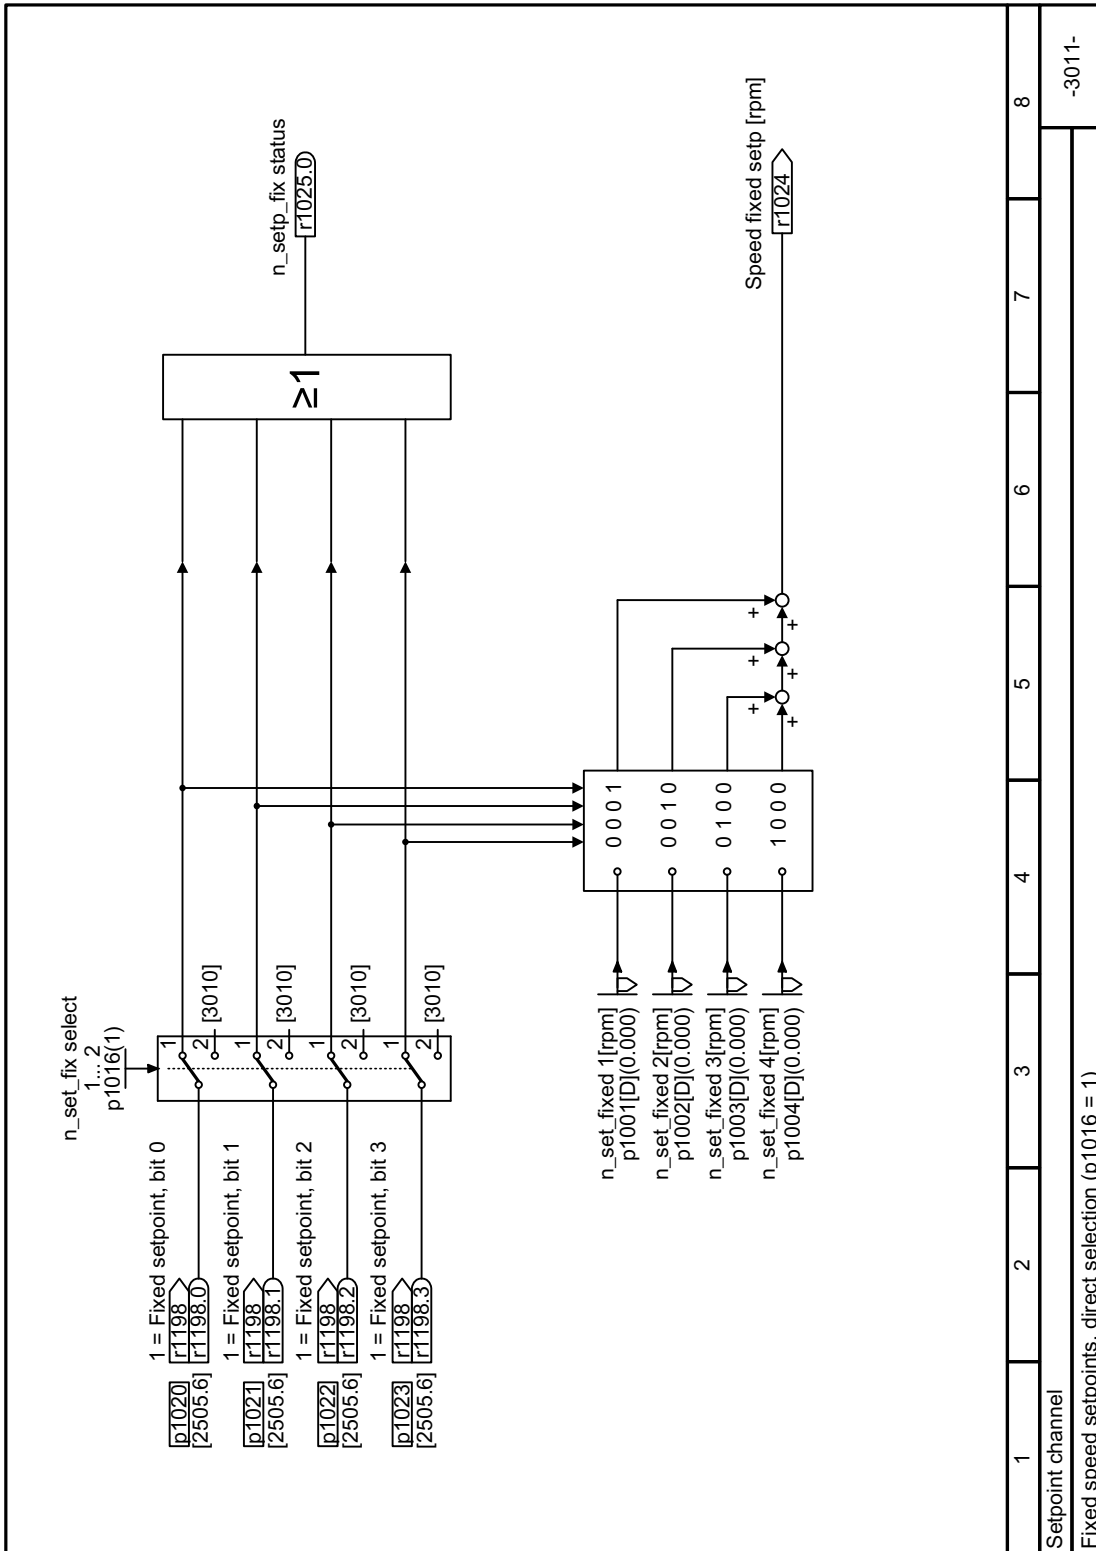 n_set_fix select
1...2
p1016(1)
1 = Fixed setpoint, bit 0
p1020
r1198
r1198.0
[2505.6]
1
2
[3010]
1 = Fixed setpoint, bit 1
p1021
r1198
r1198.1
[2505.6]
1
2
[3010]
1 = Fixed setpoint, bit 2
p1022
r1198
r1198.2
[2505.6]
1
2
[3010]
1 = Fixed setpoint, bit 3
p1023
r1198
r1198.3
[2505.6]
1
2
[3010]
≥1
n_setp_fix status
r1025.0
n_set_fixed 1[rpm]
p1001[D](0.000)
0 0 0 1
n_set_fixed 2[rpm]
p1002[D](0.000)
0 0 1 0
n_set_fixed 3[rpm]
p1003[D](0.000)
0 1 0 0
n_set_fixed 4[rpm]
p1004[D](0.000)
1 0 0 0
+
+
+
+
+
+
Speed fixed setp [rpm]
r1024
1 2 3 4 5 6 7 8
Setpoint channel
-3011-
Fixed speed setpoints, direct selection (p1016 = 1)